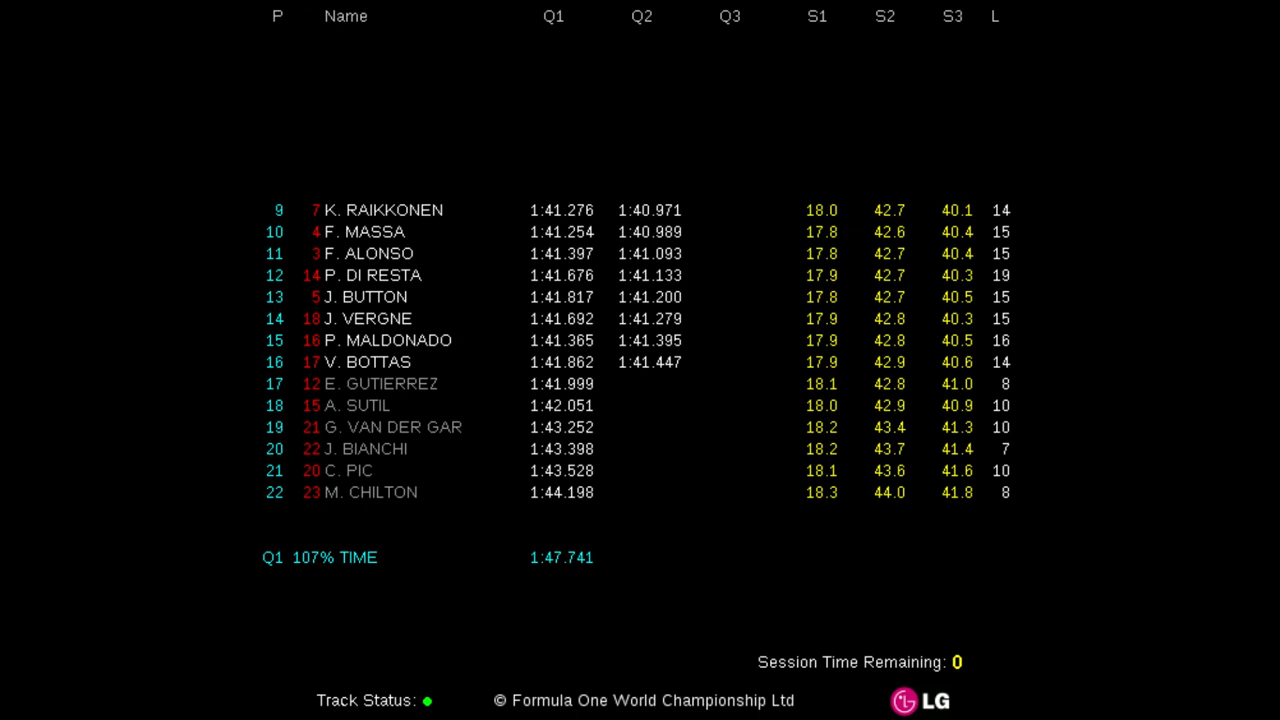 P Name Q1 Q2 Q3 S1 S2 S3 L
9 7 K. RAIKKONEN 1:41.276 1:40.971 18.0 42.7 40.1 14
10 4 F. MASSA 1:41.254 1:40.989 17.8 42.6 40.4 15
11 3 F. ALONSO 1:41.397 1:41.093 17.8 42.7 40.4 15
12 14 P. DI RESTA 1:41.676 1:41.133 17.9 42.7 40.3 19
13 5 J. BUTTON 1:41.817 1:41.200 17.8 42.7 40.5 15
14 18 J. VERGNE 1:41.692 1:41.279 17.9 42.8 40.3 15
15 16 P. MALDONADO 1:41.365 1:41.395 17.9 42.8 40.5 16
16 17 V. BOTTAS 1:41.862 1:41.447 17.9 42.9 40.6 14
17 12 E. GUTIERREZ 1:41.999 18.1 42.8 41.0 8
18 15 A. SUTIL 1:42.051 18.0 42.9 40.9 10
19 21 G. VAN DER GAR 1:43.252 18.2 43.4 41.3 10
20 22 J. BIANCHI 1:43.398 18.2 43.7 41.4 7
21 20 C. PIC 1:43.528 18.1 43.6 41.6 10
22 23 M. CHILTON 1:44.198 18.3 44.0 41.8 8
Q1 107% TIME 1:47.741
Session Time Remaining: 0
Track Status: © Formula One World Championship Ltd LG